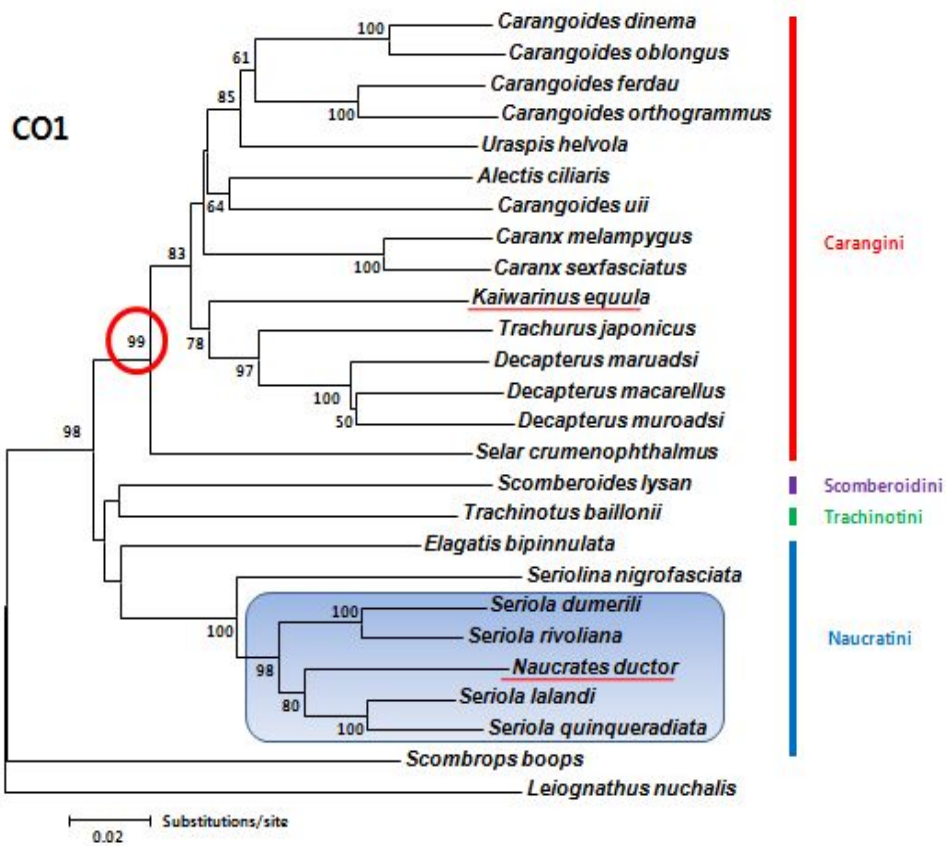 CO1
Carangoides dinema
Carangoides oblongus
Carangoides ferdau
Carangoides orthogrammus
Uraspis helvola
Alectis ciliaris
Carangoides uii
Caranx melampygus
Caranx sexfasciatus
Kaiwarinus equula
Trachurus japonicus
Decapterus maruadsi
Decapterus macarellus
Decapterus muroadsi
Selar crumenophthalmus
Scomberoides lysan
Trachinotus baillonii
Elagatis bipinnulata
Seriolina nigrofasciata
Seriola dumerili
Seriola rivoliana
Naucrates ductor
Seriola lalandi
Seriola quinqueradiata
Scombrops boops
Leiognathus nuchalis
100
61
85
100
64
83
100
99
78
97
100
50
98
100
100
98
80
100
Carangini
Scomberoidini
Trachinotini
Naucratini
Substitutions/site
0.02